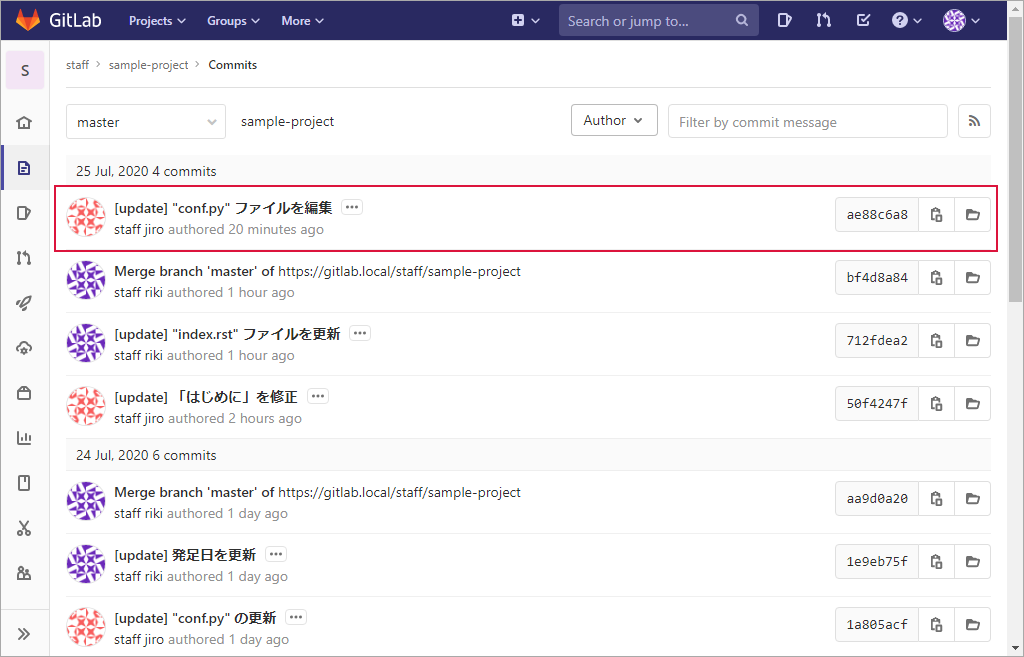 GitLab Projects Groups More Search or jump to...
S
staff > sample-project > Commits
master sample-project Author Filter by commit message
25 Jul, 2020 4 commits
[update] "conf.py" ファイルを編集 ae88c6a8
staff jiro authored 20 minutes ago
Merge branch 'master' of https://gitlab.local/staff/sample-project bf4d8a84
staff riki authored 1 hour ago
[update] "index.rst" ファイルを更新 712fdea2
staff riki authored 1 hour ago
[update] 「はじめに」を修正 50f4247f
staff jiro authored 2 hours ago
24 Jul, 2020 6 commits
Merge branch 'master' of https://gitlab.local/staff/sample-project aa9d0a20
staff riki authored 1 day ago
[update] 発足日を更新 1e9eb75f
staff riki authored 1 day ago
[update] "conf.py" の更新 1a805acf
staff jiro authored 1 day ago